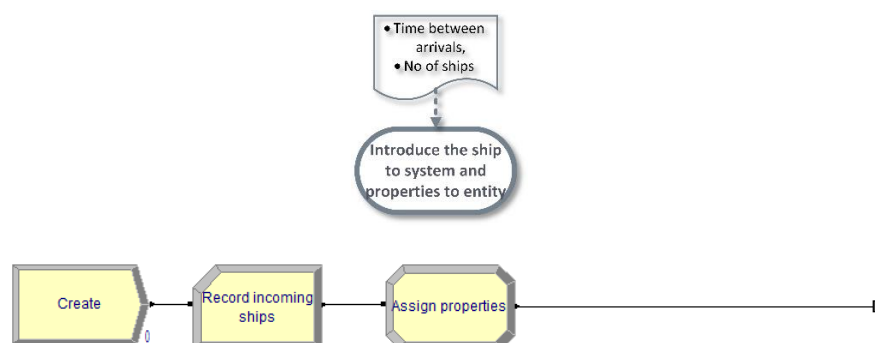 • Time between
arrivals,
• No of ships
Introduce the ship
to system and
properties to entity
Create
0
Record incoming
ships
Assign properties